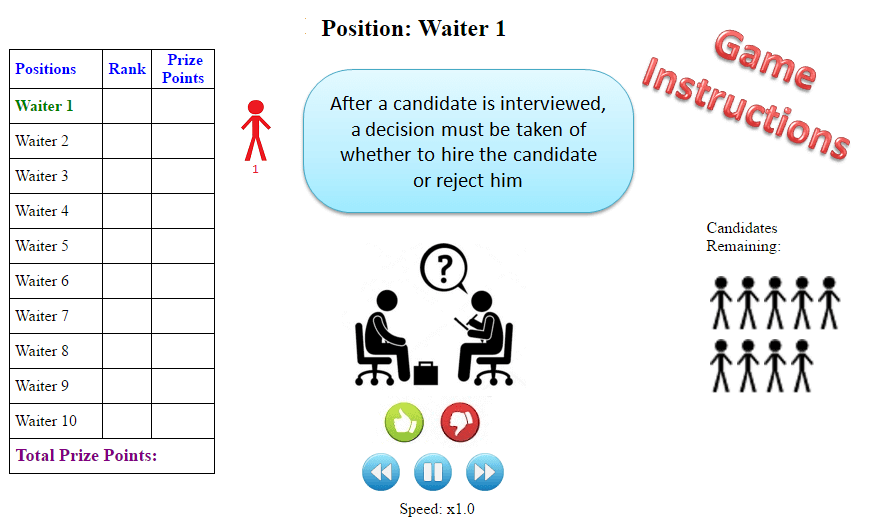 Position: Waiter 1
Positions Rank Prize Points
Waiter 1
Waiter 2
Waiter 3
Waiter 4
Waiter 5
Waiter 6
Waiter 7
Waiter 8
Waiter 9
Waiter 10
Total Prize Points:
1
After a candidate is interviewed,
a decision must be taken of
whether to hire the candidate
or reject him
?
Game
Instructions
Candidates
Remaining:
Speed: x1.0